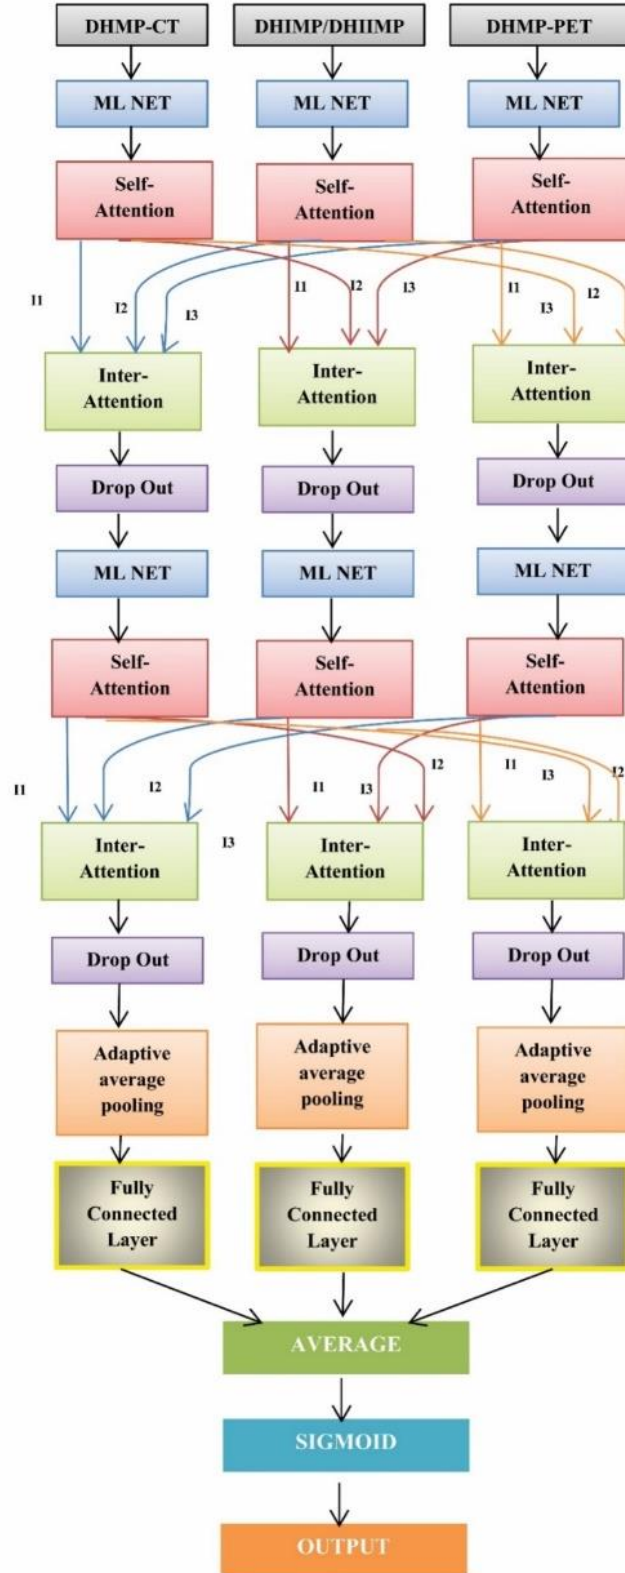 DHMP-CT
DHIMP/DHIIMP
DHMP-PET
ML NET
ML NET
ML NET
Self-
Attention
Self-
Attention
Self-
Attention
I1
I2
I3
I1
I2
I3
I1
I3
I2
Inter-
Attention
Inter-
Attention
Inter-
Attention
Drop Out
Drop Out
Drop Out
ML NET
ML NET
ML NET
Self-
Attention
Self-
Attention
Self-
Attention
I1
I2
I3
I1
I3
I2
I1
I3
I2
Inter-
Attention
Inter-
Attention
Inter-
Attention
Drop Out
Drop Out
Drop Out
Adaptive
average
pooling
Adaptive
average
pooling
Adaptive
average
pooling
Fully
Connected
Layer
Fully
Connected
Layer
Fully
Connected
Layer
AVERAGE
SIGMOID
OUTPUT